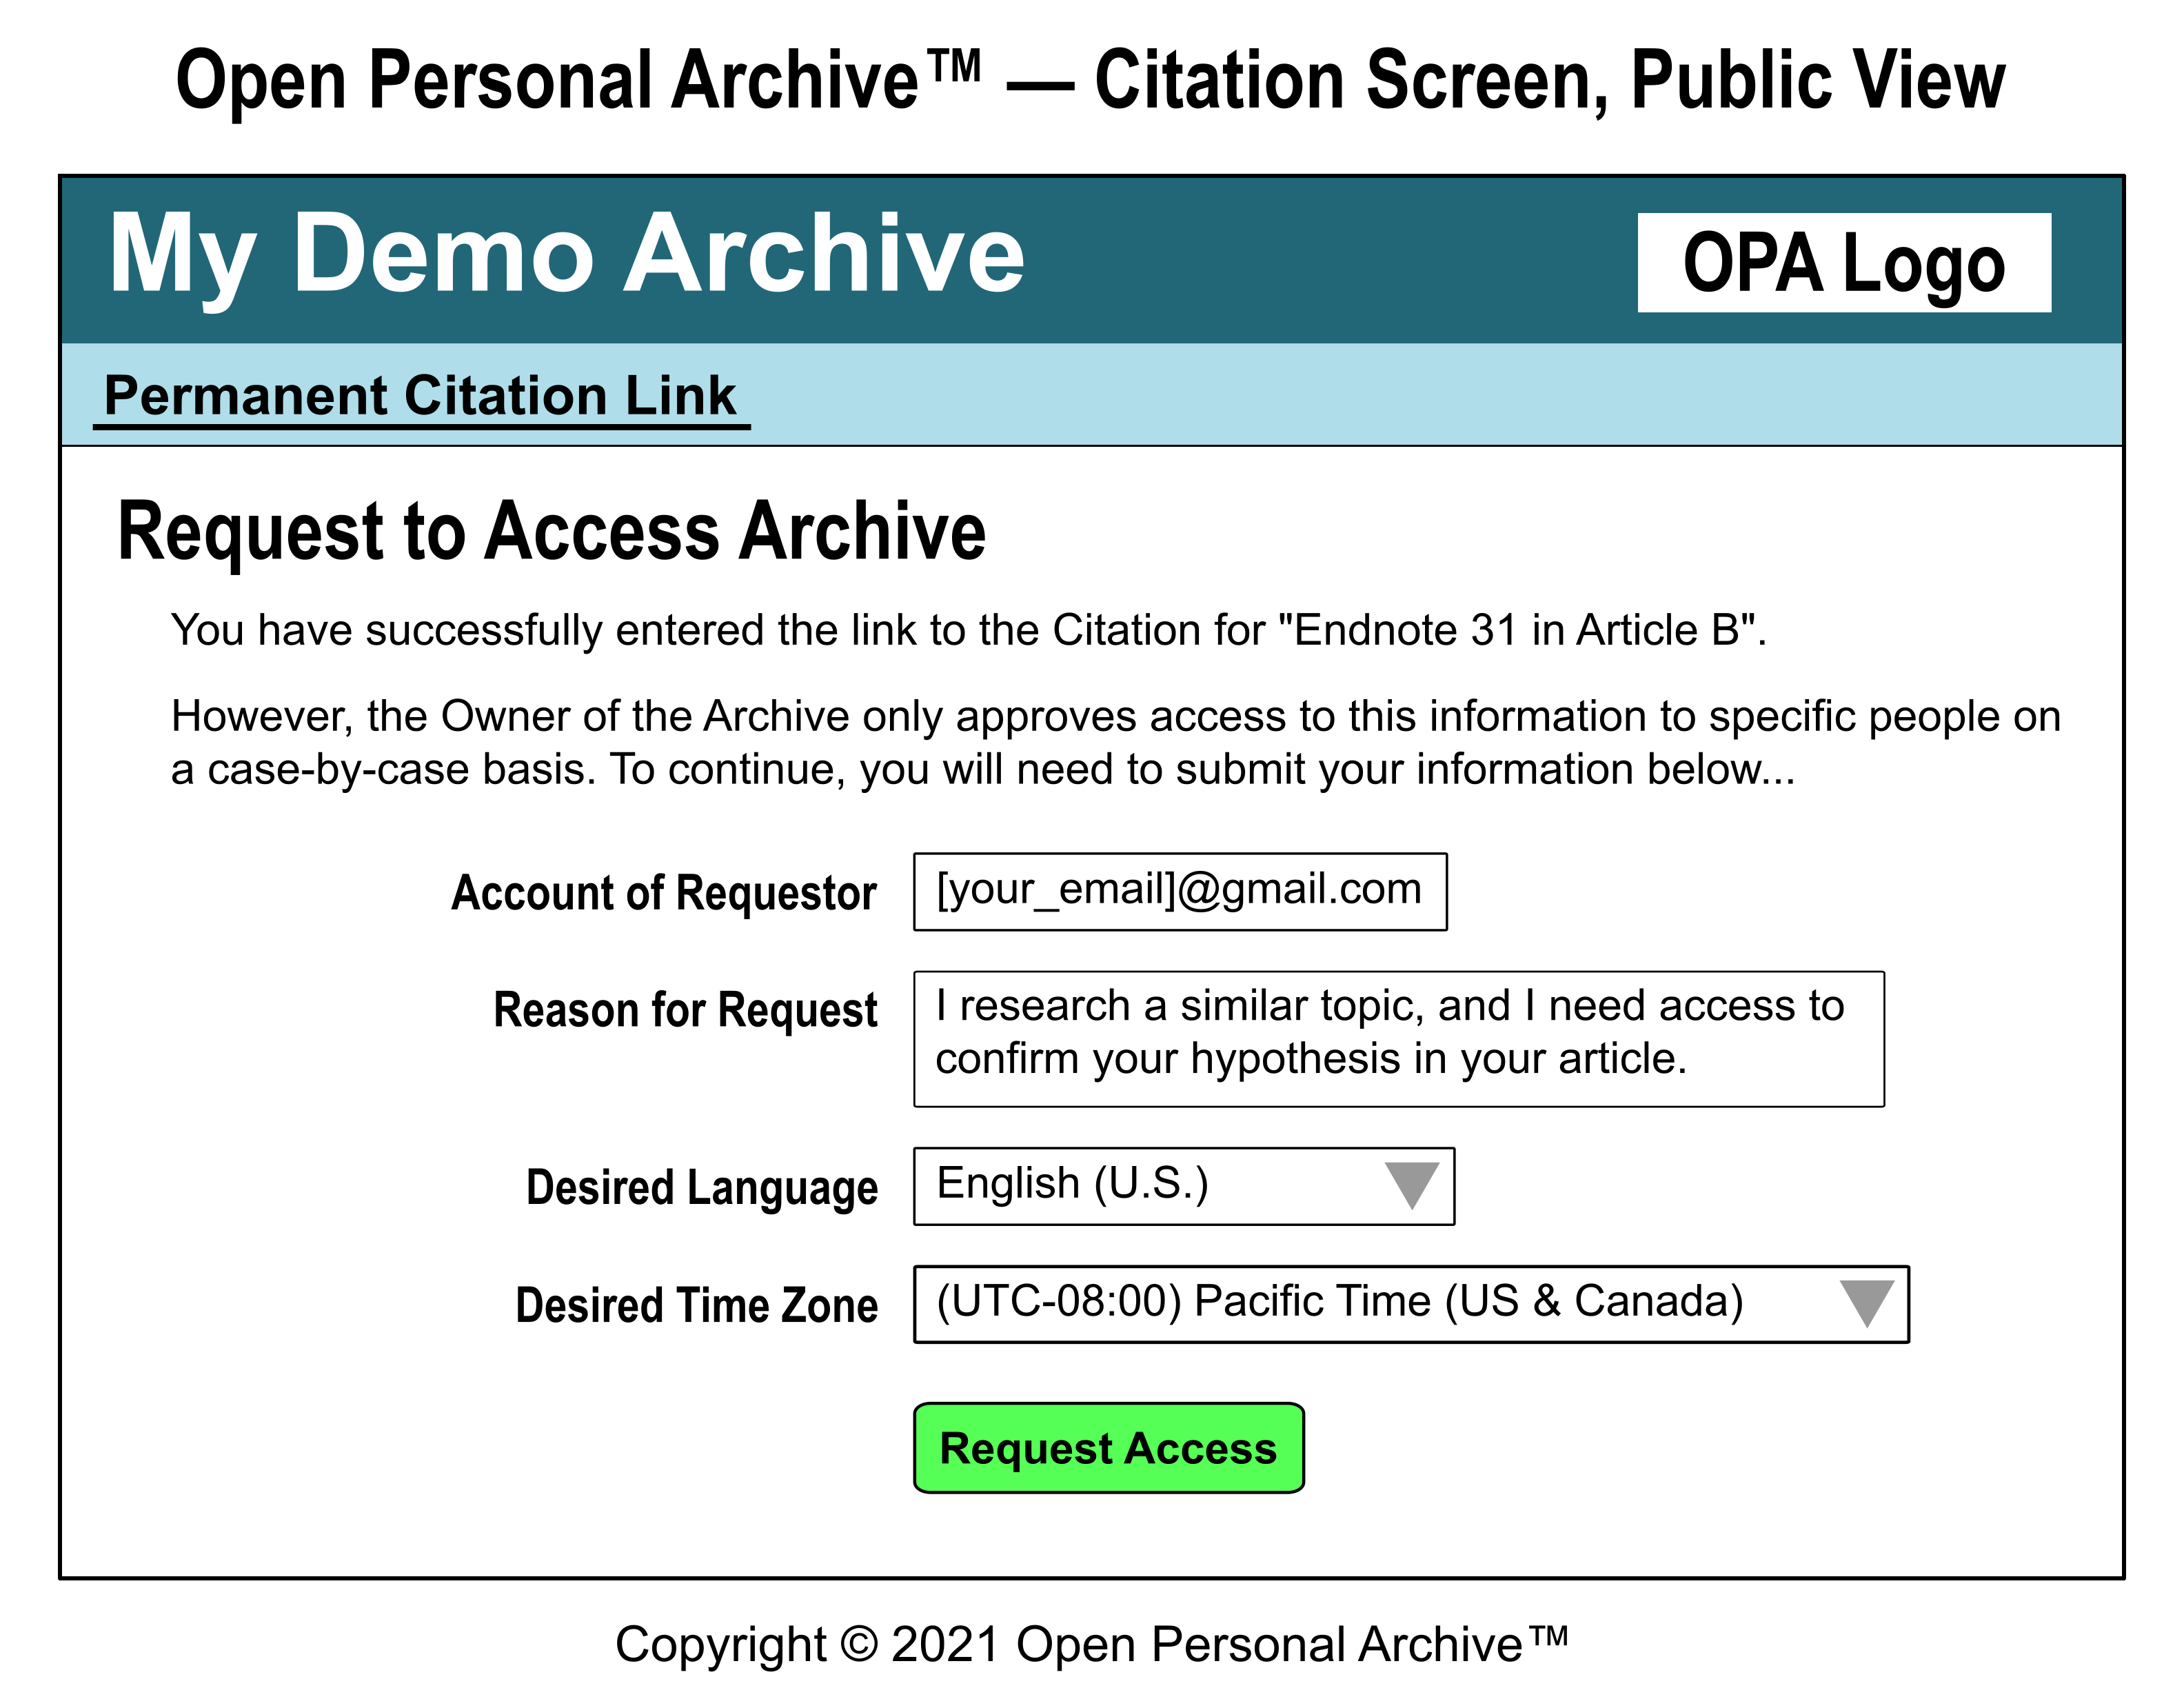 Open Personal Archive™ — Citation Screen, Public View
My Demo Archive
OPA Logo
Permanent Citation Link
Request to Access Archive
You have successfully entered the link to the Citation for "Endnote 31 in Article B".
However, the Owner of the Archive only approves access to this information to specific people on
a case-by-case basis. To continue, you will need to submit your information below...
Account of Requestor
[your_email]@gmail.com
Reason for Request
I research a similar topic, and I need access to
confirm your hypothesis in your article.
Desired Language
English (U.S.)
Desired Time Zone
(UTC-08:00) Pacific Time (US & Canada)
Request Access
Copyright © 2021 Open Personal Archive™